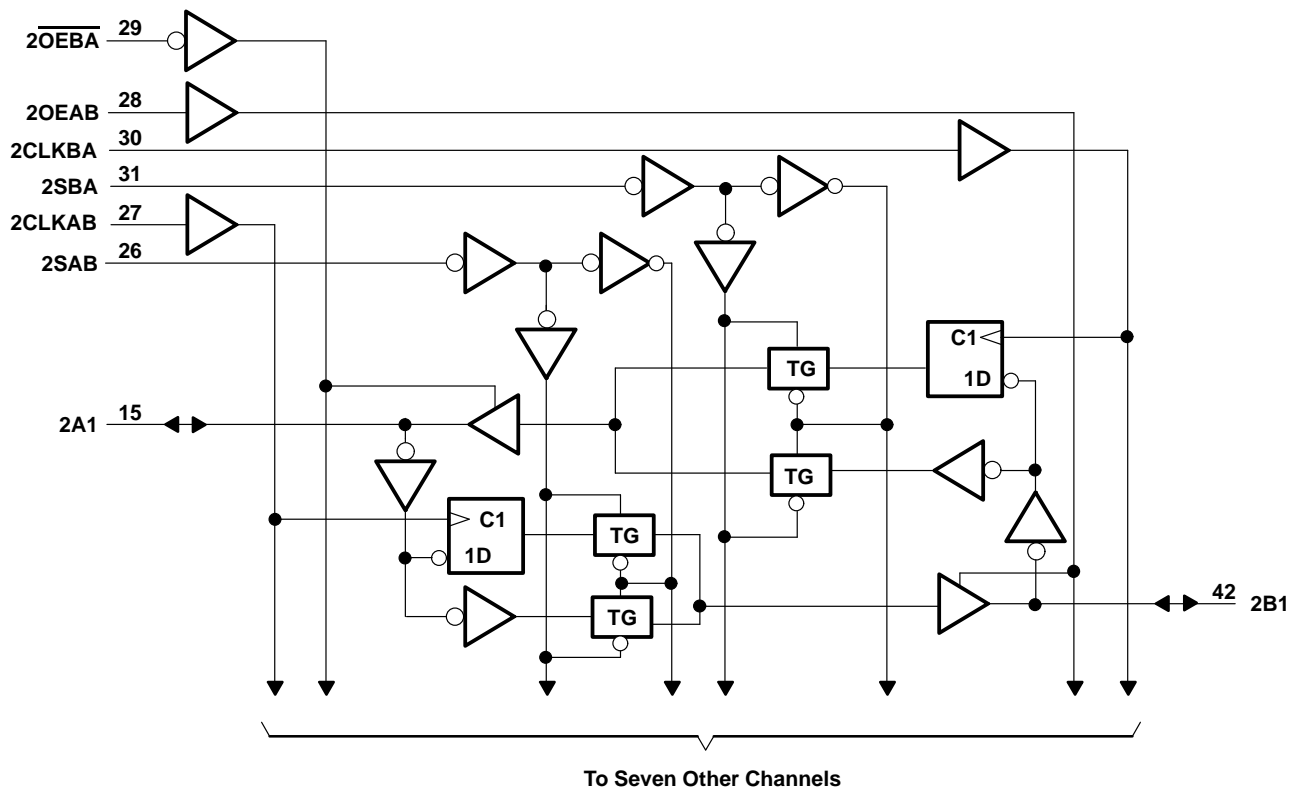 2O̅E̅B̅A̅ 29
2OEAB 28
2CLKBA 30
2SBA 31
2CLKAB 27
2SAB 26
TG
C1
1D
2A1 15
TG
C1
1D
TG
TG
42 2B1
To Seven Other Channels